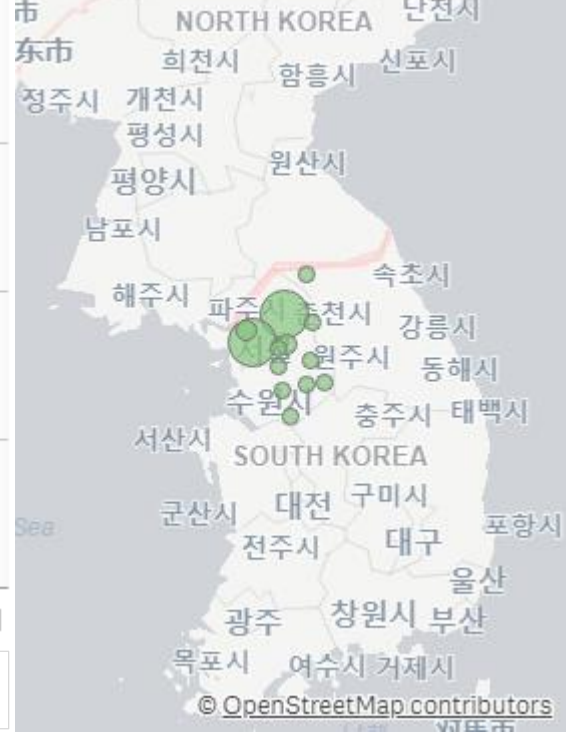 市
단천시
NORTH KOREA
东市
희천시
함흥시
신포시
정주시
개천시
평성시
원산시
평양시
남포시
해주시
속초시
파주시
춘천시
강릉시
서울
원주시
동해시
수원시
충주시
태백시
서산시
SOUTH KOREA
군산시
대전
구미시
Sea
전주시
대구
포항시
울산
광주
창원시
부산
목포시
여수시
거제시
© OpenStreetMap contributors